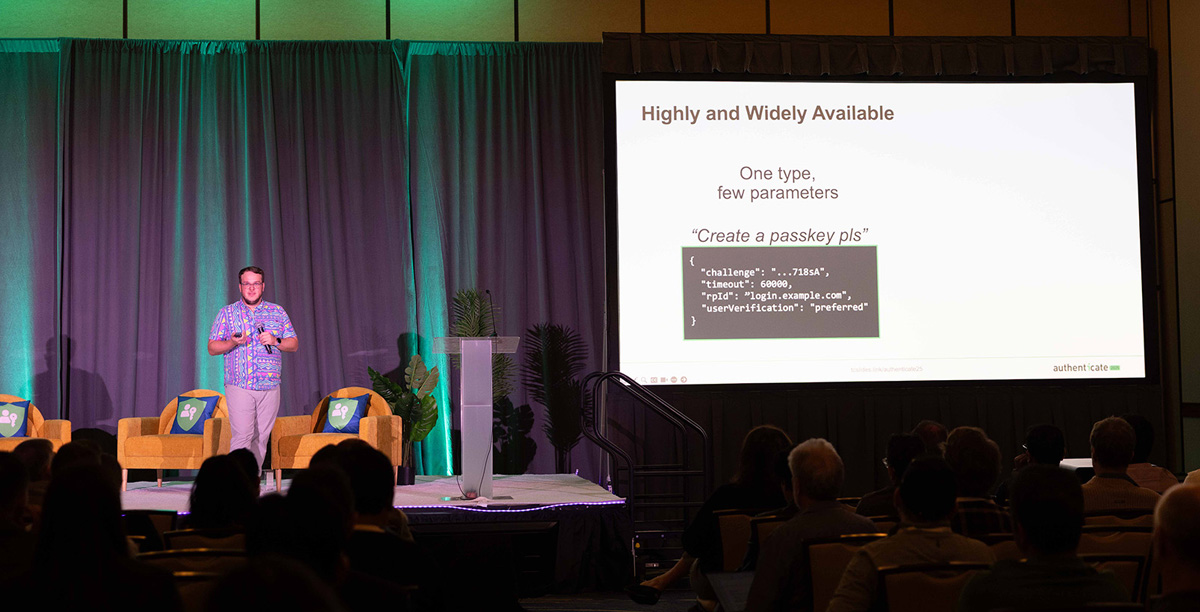 Highly and Widely Available
One type,
few parameters
“Create a passkey pls”
{
"challenge": "...718sA",
"timeout": 60000,
"rpId": ”login.example.com",
"userVerification": "preferred"
}
authenticate